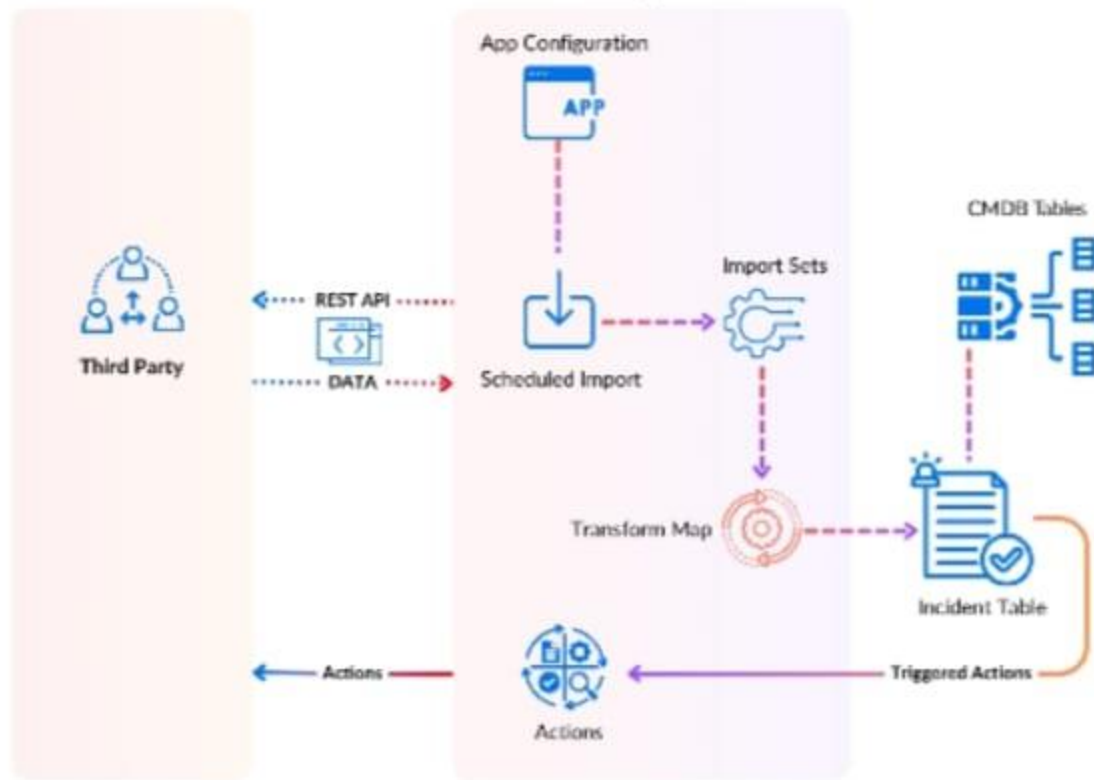 App Configuration
APP
CMDB Tables
Import Sets
REST API
Third Party
DATA
Scheduled Import
Transform Map
Incident Table
Actions
Triggered Actions
Actions